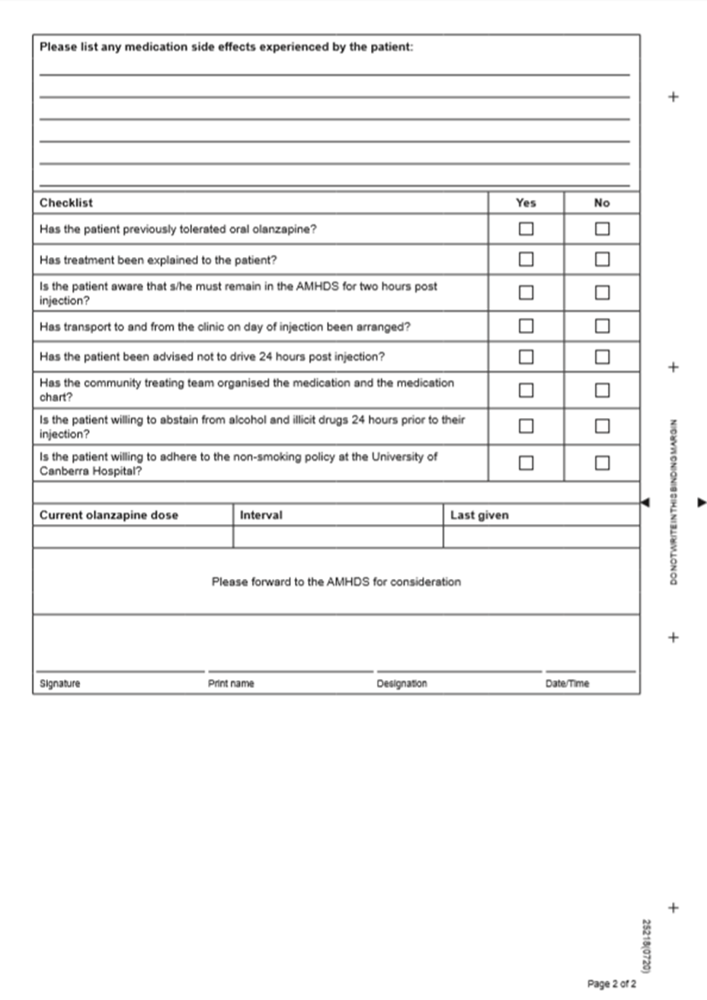 Please list any medication side effects experienced by the patient:
Checklist Yes No
Has the patient previously tolerated oral olanzapine?
Has treatment been explained to the patient?
Is the patient aware that s/he must remain in the AMHDS for two hours post
injection?
Has transport to and from the clinic on day of injection been arranged?
Has the patient been advised not to drive 24 hours post injection?
Has the community treating team organised the medication and the medication
chart?
Is the patient willing to abstain from alcohol and illicit drugs 24 hours prior to their
injection?
Is the patient willing to adhere to the non-smoking policy at the University of
Canberra Hospital?
Current olanzapine dose Interval Last given
Please forward to the AMHDS for consideration
Signature Print name Designation Date/Time
DO NOT WRITE IN THIS BINDING MARGIN
25218(0720)
Page 2 of 2